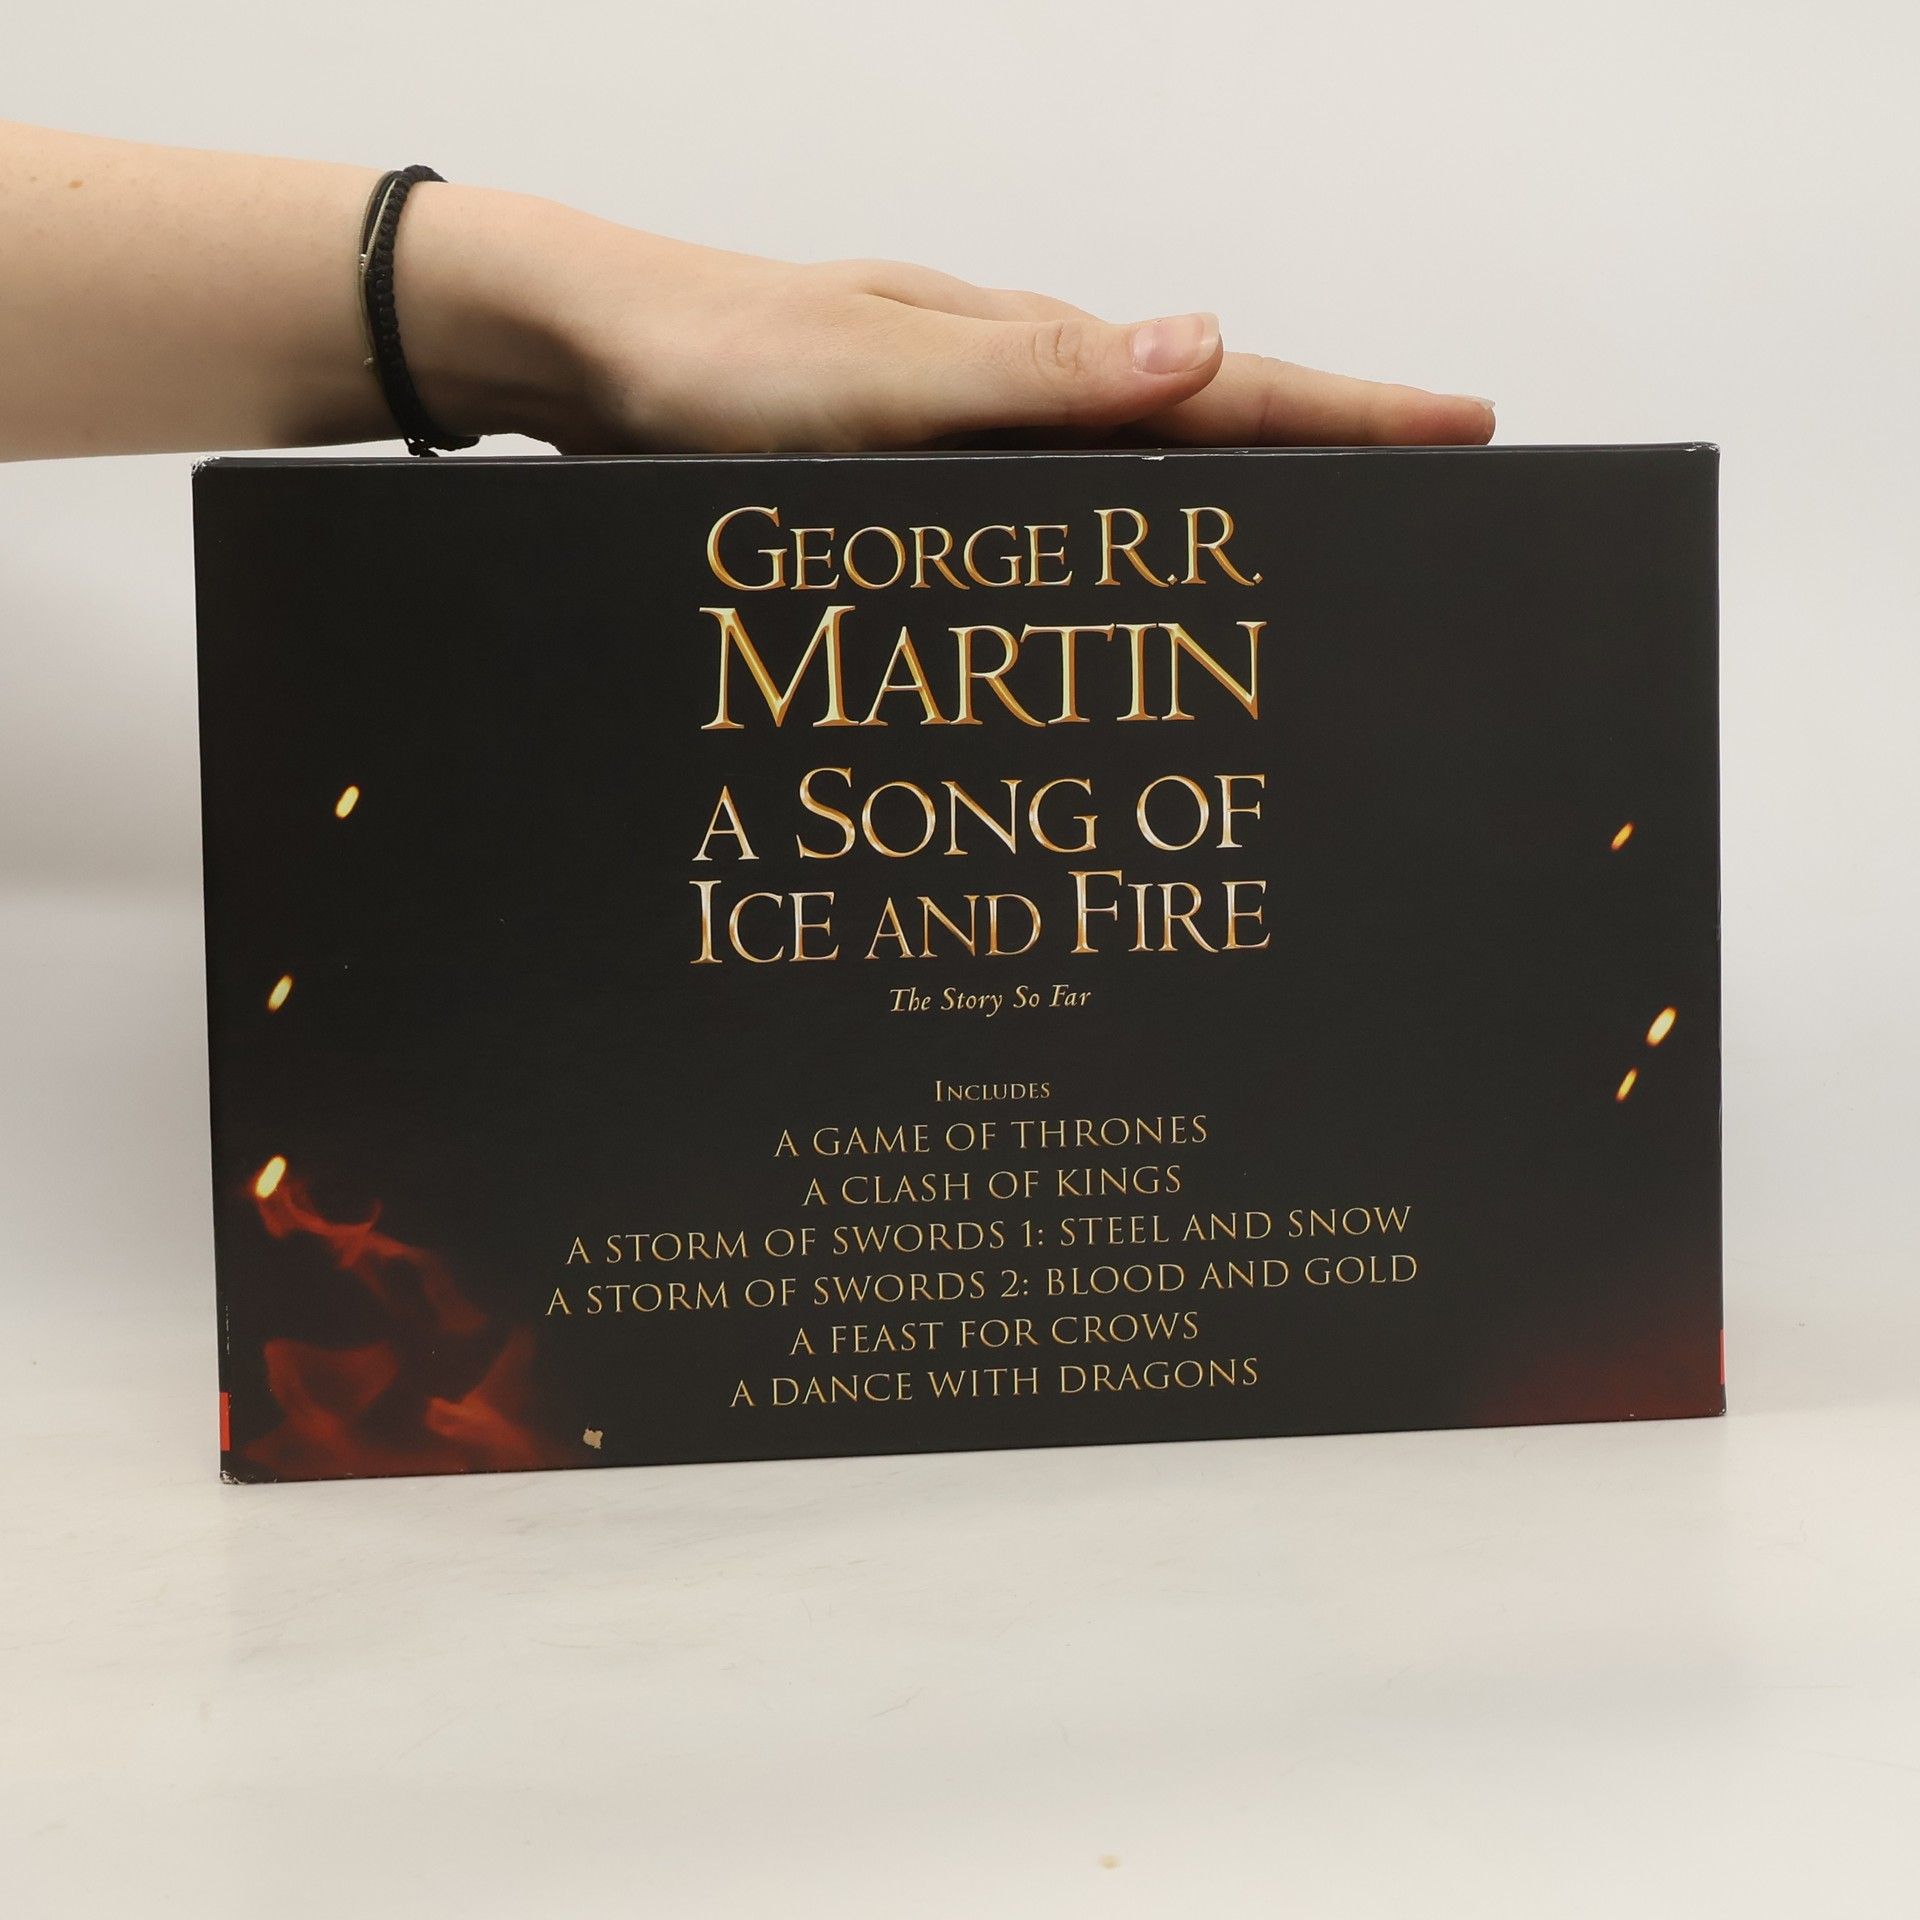 GEORGE R.R.
MARTIN
A SONG OF
ICE AND FIRE
The Story So Far
INCLUDES
A GAME OF THRONES
A CLASH OF KINGS
A STORM OF SWORDS 1: STEEL AND SNOW
A STORM OF SWORDS 2: BLOOD AND GOLD
A FEAST FOR CROWS
A DANCE WITH DRAGONS